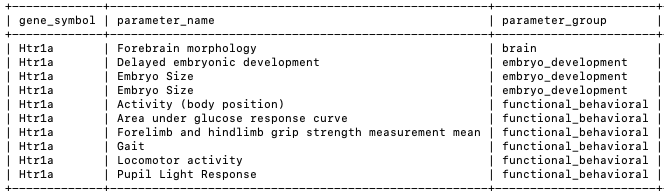 +-------------+------------------------------------------------+-----------------------+
| gene_symbol | parameter_name                                 | parameter_group       |
+-------------+------------------------------------------------+-----------------------+
| Htr1a       | Forebrain morphology                           | brain                 |
| Htr1a       | Delayed embryonic development                  | embryo_development    |
| Htr1a       | Embryo Size                                    | embryo_development    |
| Htr1a       | Embryo Size                                    | embryo_development    |
| Htr1a       | Activity (body position)                       | functional_behavioral |
| Htr1a       | Area under glucose response curve              | functional_behavioral |
| Htr1a       | Forelimb and hindlimb grip strength measurement mean | functional_behavioral |
| Htr1a       | Gait                                           | functional_behavioral |
| Htr1a       | Locomotor activity                             | functional_behavioral |
| Htr1a       | Pupil Light Response                           | functional_behavioral |
+-------------+------------------------------------------------+-----------------------+